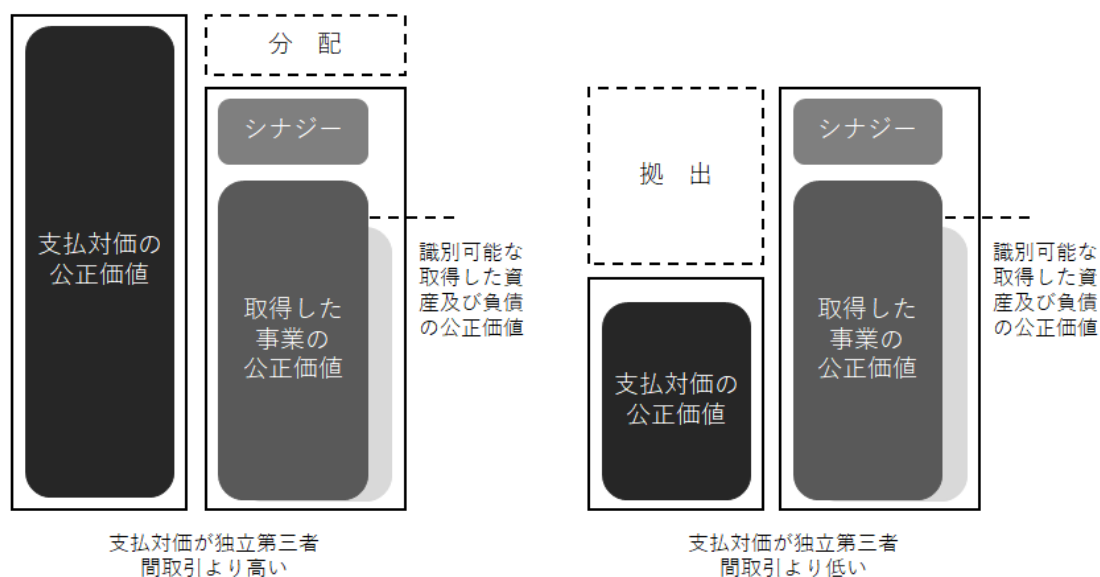 分　配
シナジー
支払対価の
公正価値
取得した
事業の
公正価値
識別可能な
取得した資
産及び負債
の公正価値
支払対価が独立第三者
間取引より高い
拠　出
シナジー
支払対価の
公正価値
取得した
事業の
公正価値
識別可能な
取得した資
産及び負債
の公正価値
支払対価が独立第三者
間取引より低い